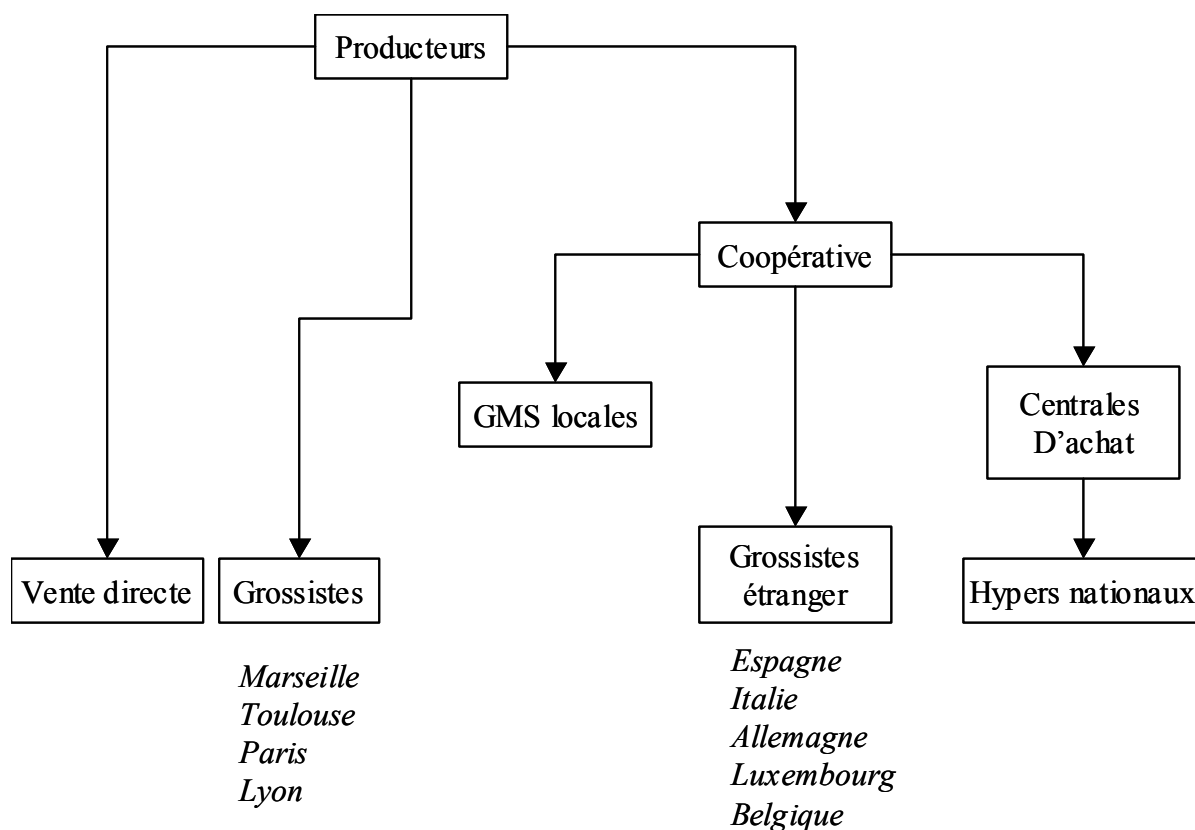 Producteurs
Coopérative
GMS locales
Centrales
D'achat
Vente directe
Grossistes
Grossistes
étranger
Hypers nationaux
Marseille
Toulouse
Paris
Lyon
Espagne
Italie
Allemagne
Luxembourg
Belgique